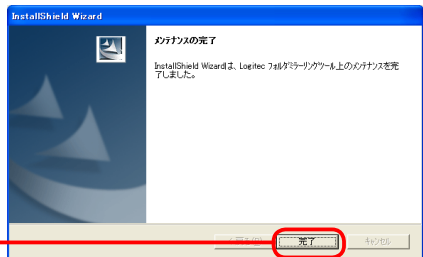 InstallShield Wizard
メンテナンスの完了
InstallShield Wizardは、Logitec フォルダミラーリングツール上のメンテナンスを完
了しました。
< 戻る(B)
完了
キャンセル